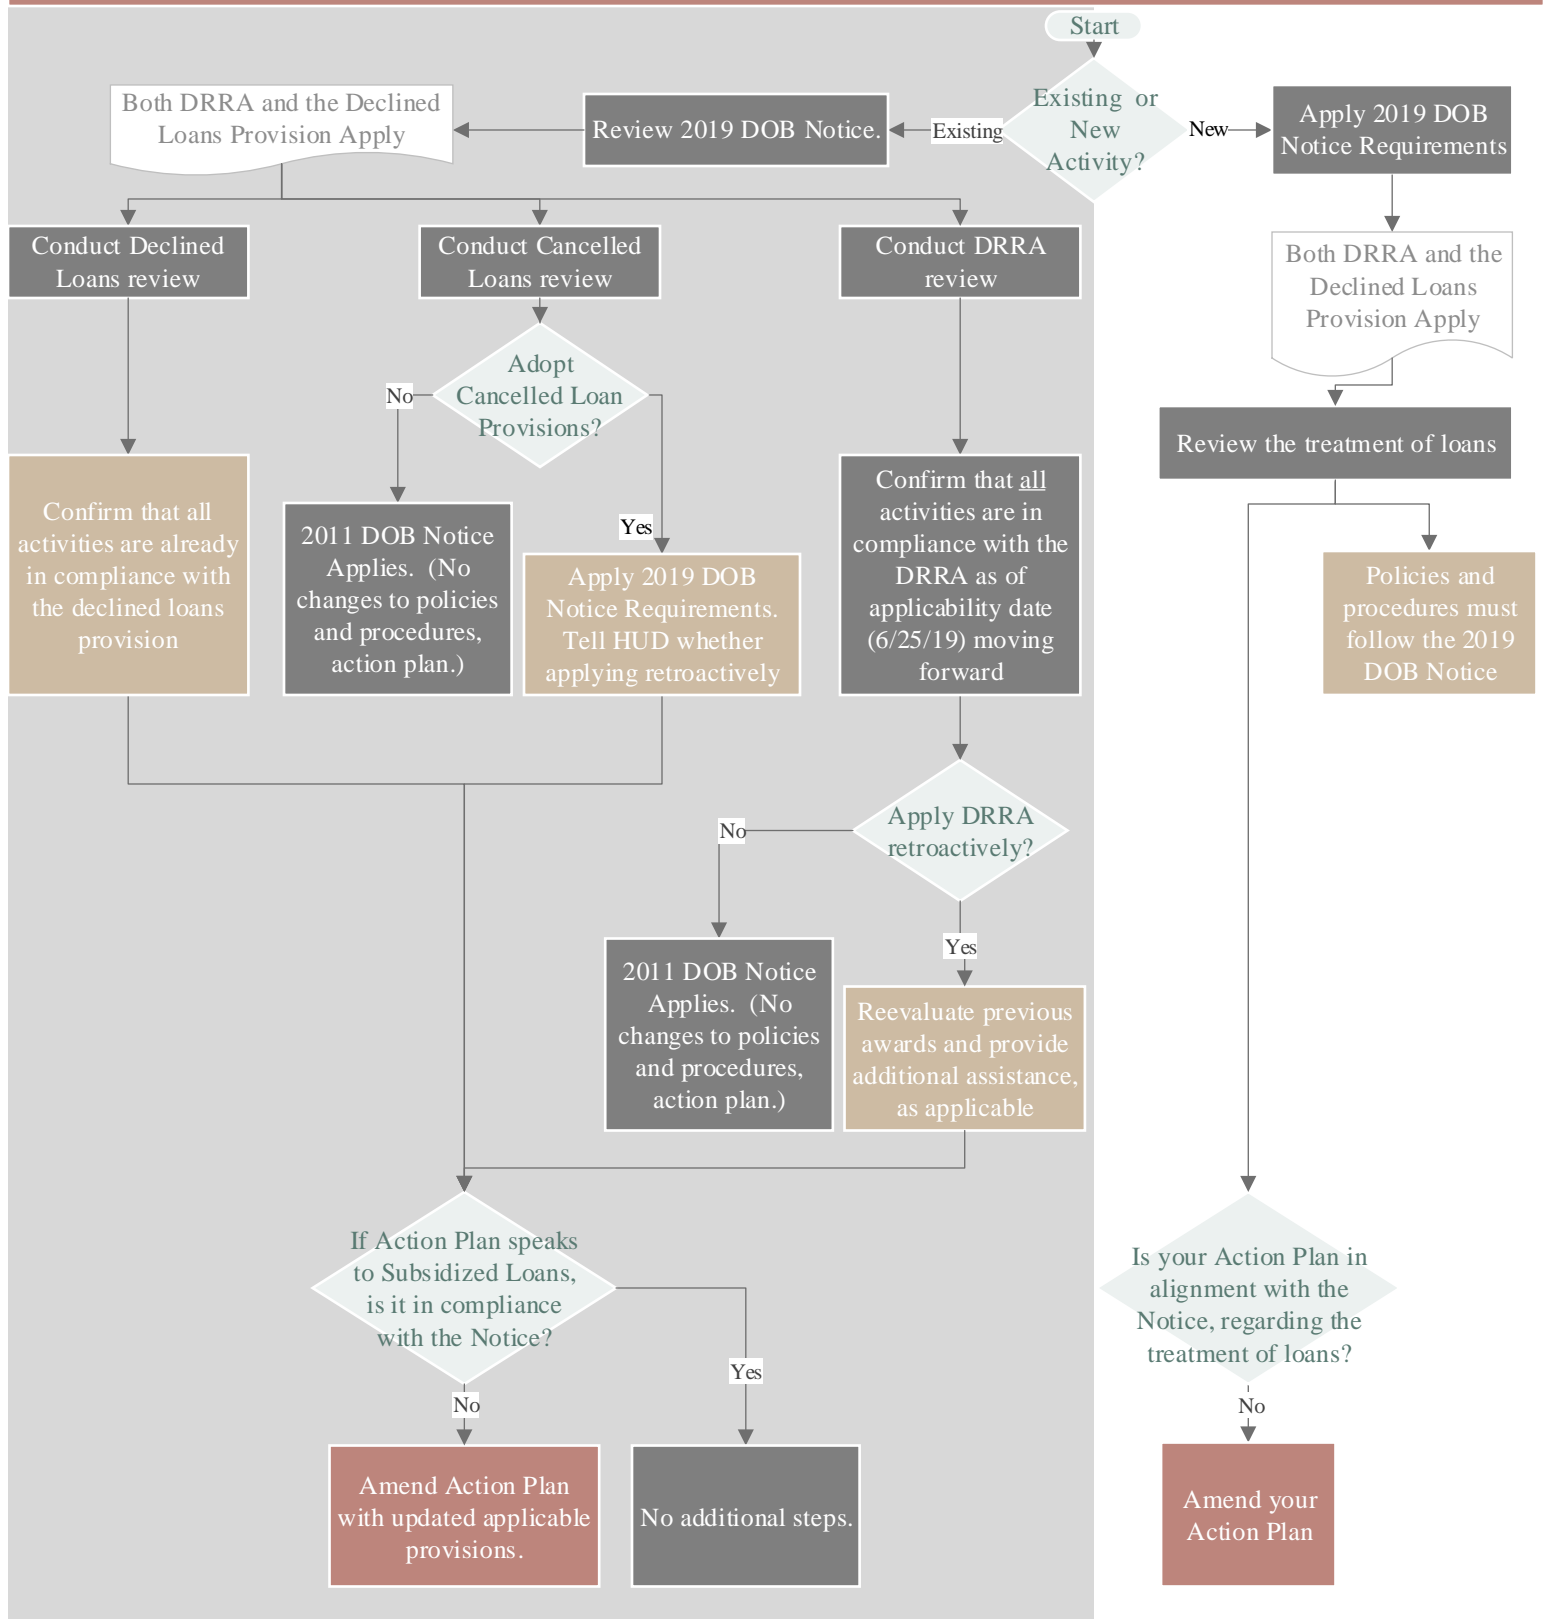 Start
Existing or
New
Activity?
Existing
New
Review 2019 DOB Notice.
Both DRRA and the Declined
Loans Provision Apply
Apply 2019 DOB
Notice Requirements
Conduct Declined
Loans review
Conduct Cancelled
Loans review
Conduct DRRA
review
Both DRRA and the
Declined Loans
Provision Apply
Adopt
Cancelled Loan
Provisions?
No
Yes
Review the treatment of loans
Confirm that all
activities are already
in compliance with
the declined loans
provision
2011 DOB Notice
Applies. (No
changes to policies
and procedures,
action plan.)
Apply 2019 DOB
Notice Requirements.
Tell HUD whether
applying retroactively
Confirm that all
activities are in
compliance with the
DRRA as of
applicability date
(6/25/19) moving
forward
Policies and
procedures must
follow the 2019
DOB Notice
Apply DRRA
retroactively?
No
Yes
2011 DOB Notice
Applies. (No
changes to policies
and procedures,
action plan.)
Reevaluate previous
awards and provide
additional assistance,
as applicable
If Action Plan speaks
to Subsidized Loans,
is it in compliance
with the Notice?
No
Yes
Amend Action Plan
with updated applicable
provisions.
No additional steps.
Is your Action Plan in
alignment with the
Notice, regarding the
treatment of loans?
No
Amend your
Action Plan